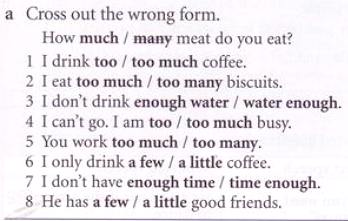 a Cross out the wrong form.
How much / many meat do you eat?
1 I drink too / too much coffee.
2 I eat too much / too many biscuits.
3 I don't drink enough water / water enough.
4 I can't go. I am too / too much busy.
5 You work too much / too many.
6 I only drink a few / a little coffee.
7 I don't have enough time / time enough.
8 He has a few / a little good friends.